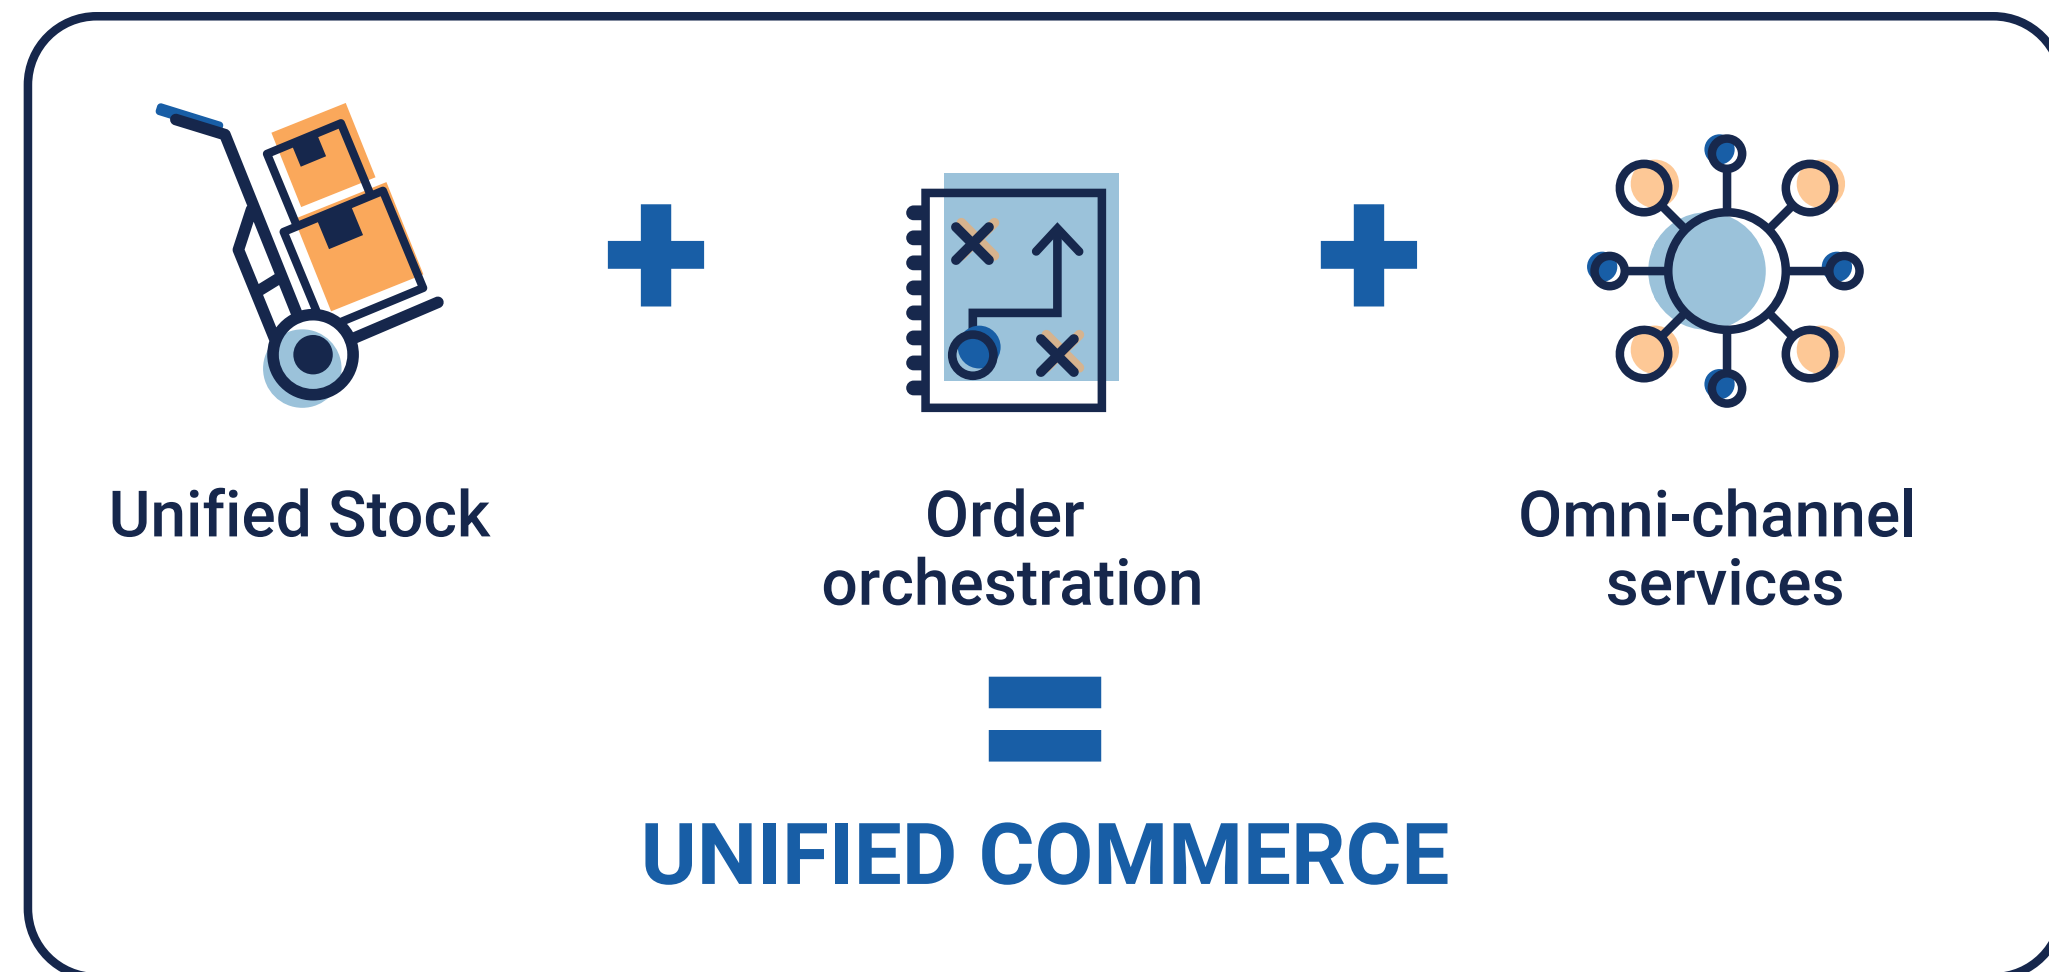 Unified Stock
Order
orchestration
Omni-channel
services
UNIFIED COMMERCE